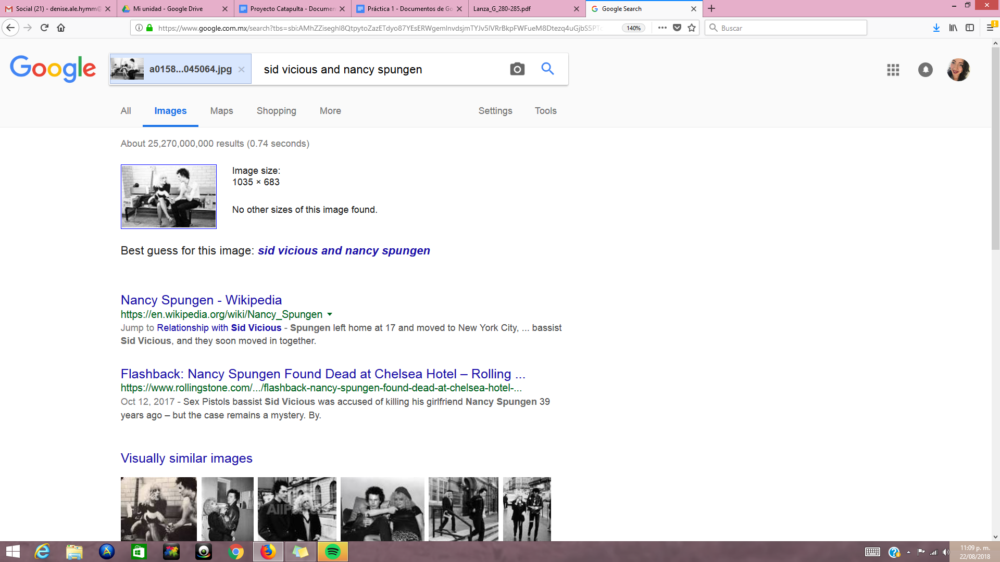 Social (21) - denise.ale.hymm@
Mi unidad - Google Drive
Proyecto Catapulta - Documen
Práctica 1 - Documentos de Go
Lanza_G_280-285.pdf
Google Search
https://www.google.com.mx/search?tbs=sbi:AMhZZiseghl8QtpytoZazETdyo87YEsERWgemlnvdsjmTYJv5lVRrBkpFWFueM8Dtezq4uGjbS5PTc
140%
Buscar
Google
a0158...045064.jpg
sid vicious and nancy spungen
All
Images
Maps
Shopping
More
Settings
Tools
About 25,270,000,000 results (0.74 seconds)
Image size:
1035 × 683
No other sizes of this image found.
Best guess for this image: sid vicious and nancy spungen
Nancy Spungen - Wikipedia
https://en.wikipedia.org/wiki/Nancy_Spungen
Jump to Relationship with Sid Vicious - Spungen left home at 17 and moved to New York City, ... bassist
Sid Vicious, and they soon moved in together.
Flashback: Nancy Spungen Found Dead at Chelsea Hotel – Rolling ...
https://www.rollingstone.com/.../flashback-nancy-spungen-found-dead-at-chelsea-hotel-...
Oct 12, 2017 - Sex Pistols bassist Sid Vicious was accused of killing his girlfriend Nancy Spungen 39
years ago – but the case remains a mystery. By.
Visually similar images
AllP
11:09 p. m.
22/08/2018